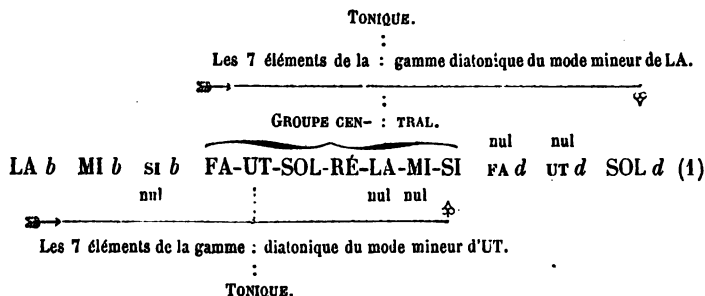 TONIQUE.
Les 7 éléments de la : gamme diatonique du mode mineur de LA.
GROUPE CEN- : TRAL.
nul nul
LA b MI b SI b FA-UT-SOL-RÉ-LA-MI-SI FA d UT d SOL d (1)
nul nul nul
Les 7 éléments de la gamme : diatonique du mode mineur d'UT.
TONIQUE.